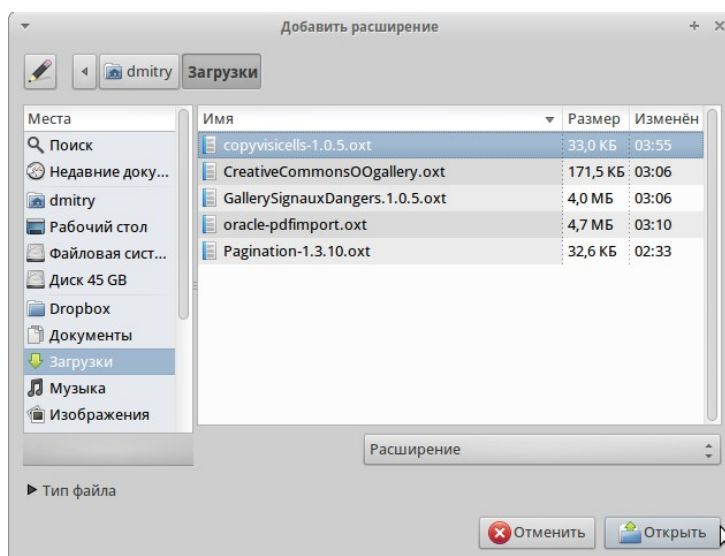 Добавить расширение
dmitry Загрузки
Места
Поиск
Недавние доку...
dmitry
Рабочий стол
Файловая сист...
Диск 45 GB
Dropbox
Документы
Загрузки
Музыка
Изображения
Имя Размер Изменён
copyvisicells-1.0.5.oxt 33,0 КБ 03:55
CreativeCommonsOOgallery.oxt 171,5 КБ 03:06
GallerySignauxDangers.1.0.5.oxt 4,0 МБ 03:06
oracle-pdfimport.oxt 4,7 МБ 03:10
Pagination-1.3.10.oxt 32,6 КБ 02:33
Расширение
Тип файла
Отменить Открыть